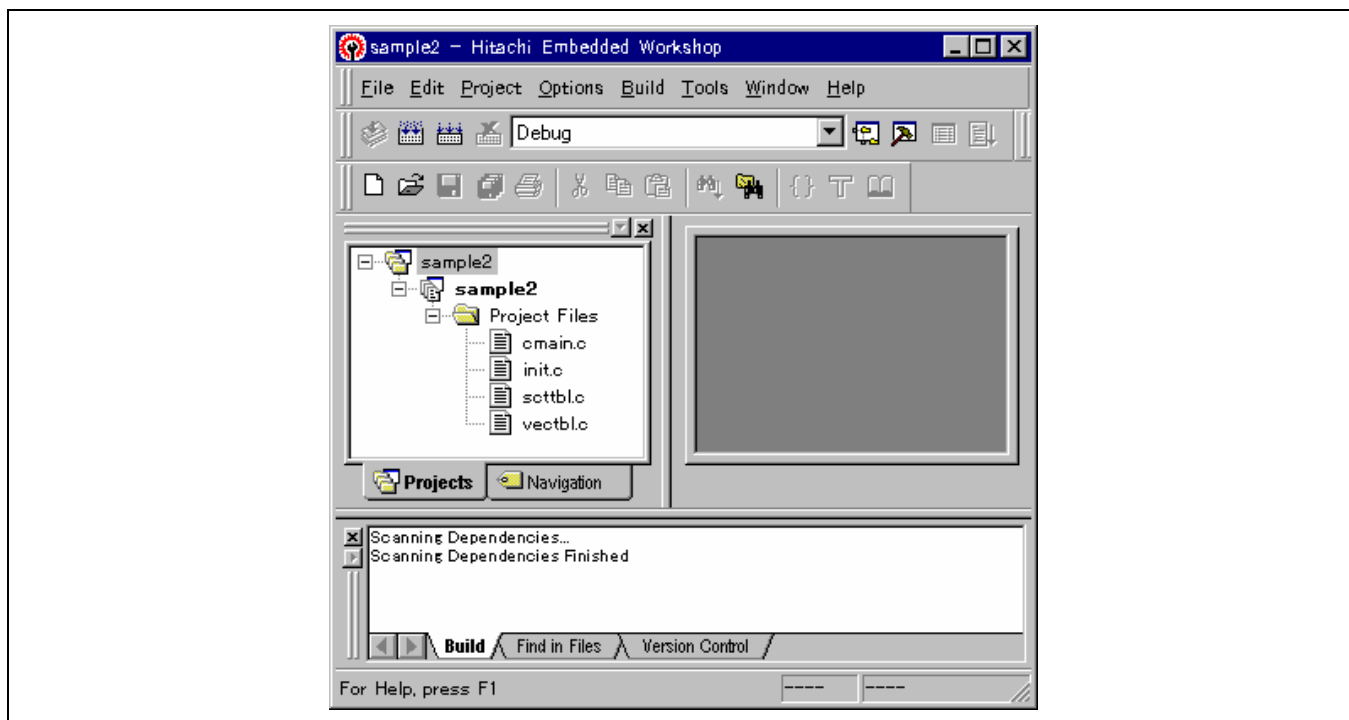 sample2 - Hitachi Embedded Workshop
File Edit Project Options Build Tools Window Help
Debug
sample2
sample2
Project Files
cmain.c
init.c
scttbl.c
vectbl.c
Projects Navigation
Scanning Dependencies...
Scanning Dependencies Finished
Build Find in Files Version Control
For Help, press F1 ---- ----